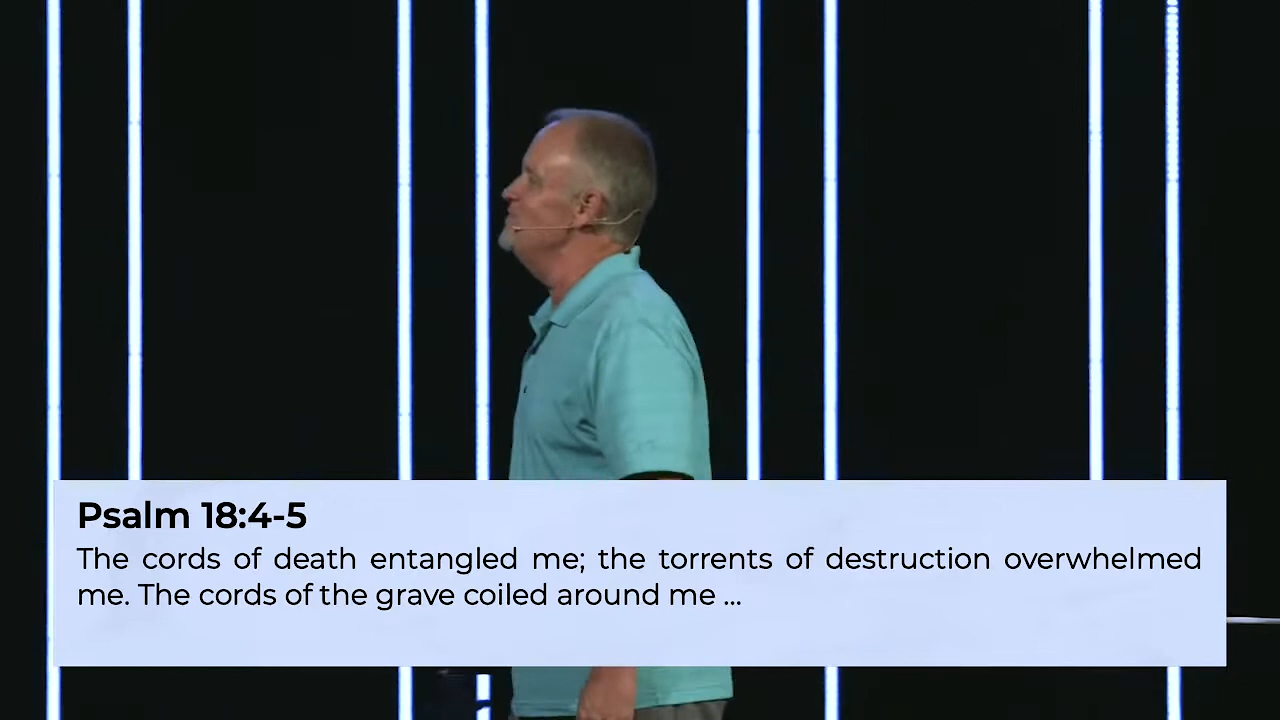 Psalm 18:4-5
The cords of death entangled me; the torrents of destruction overwhelmed
me. The cords of the grave coiled around me ...